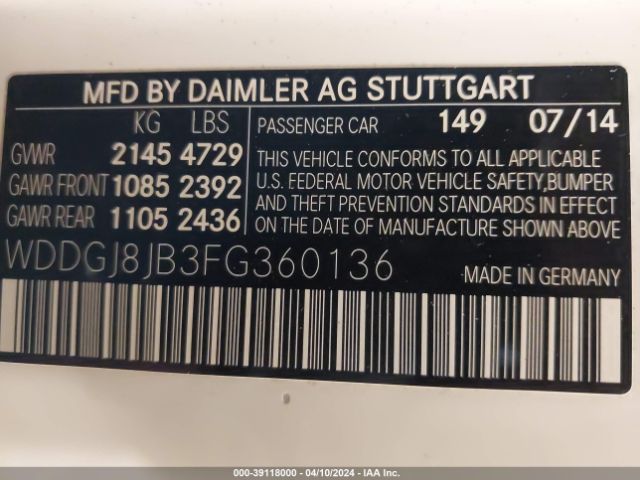 MFD BY DAIMLER AG STUTTGART
KG LBS
GVWR 2145 4729
GAWR FRONT 1085 2392
GAWR REAR 1105 2436
PASSENGER CAR 149 07/14
THIS VEHICLE CONFORMS TO ALL APPLICABLE
U.S. FEDERAL MOTOR VEHICLE SAFETY,BUMPER
AND THEFT PREVENTION STANDARDS IN EFFECT
ON THE DATE OF MANUFACTURE SHOWN ABOVE.
WDDGJ8JB3FG360136
MADE IN GERMANY
000-39118000 | 04/10/2024 | IAA Inc.